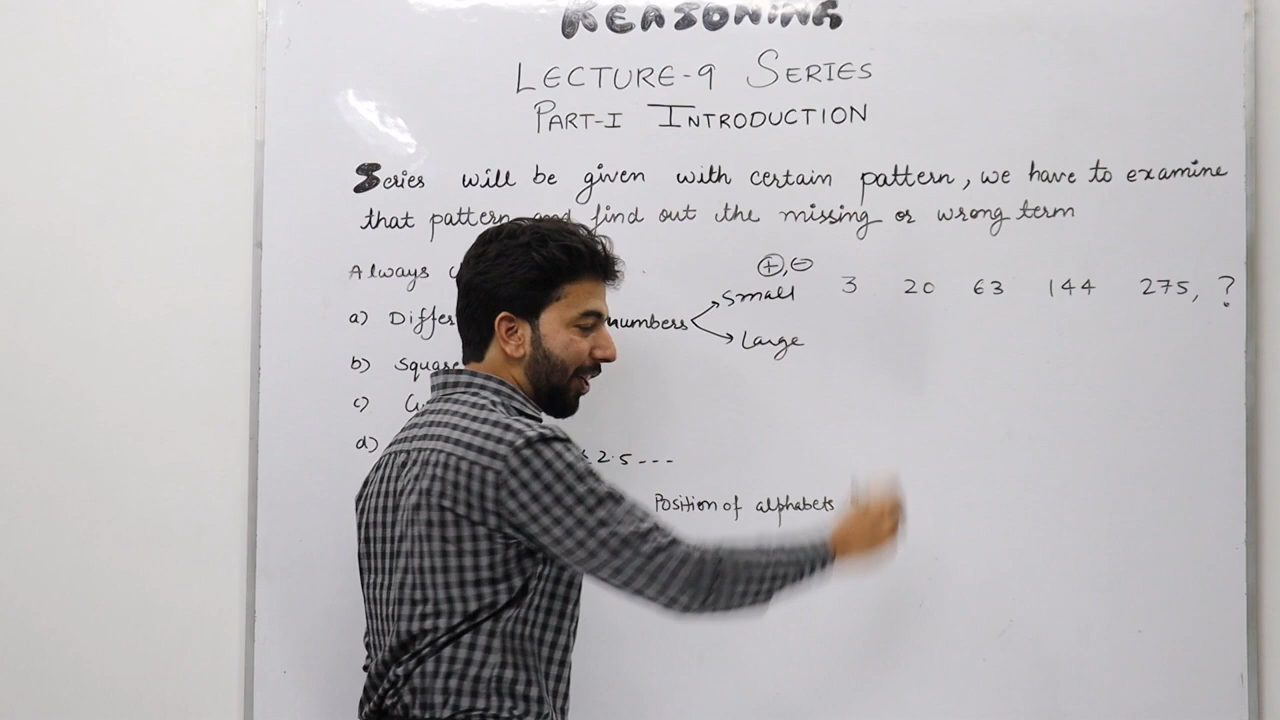 REASONING
LECTURE-9 SERIES
PART-I INTRODUCTION
Series will be given with certain pattern, we have to examine
that pattern and find out the missing or wrong term
Always
+, -
Small 3 20 63 144 275, ?
a) numbers
Large
b) Square
c)
d) 2.5 ---
Position of alphabets